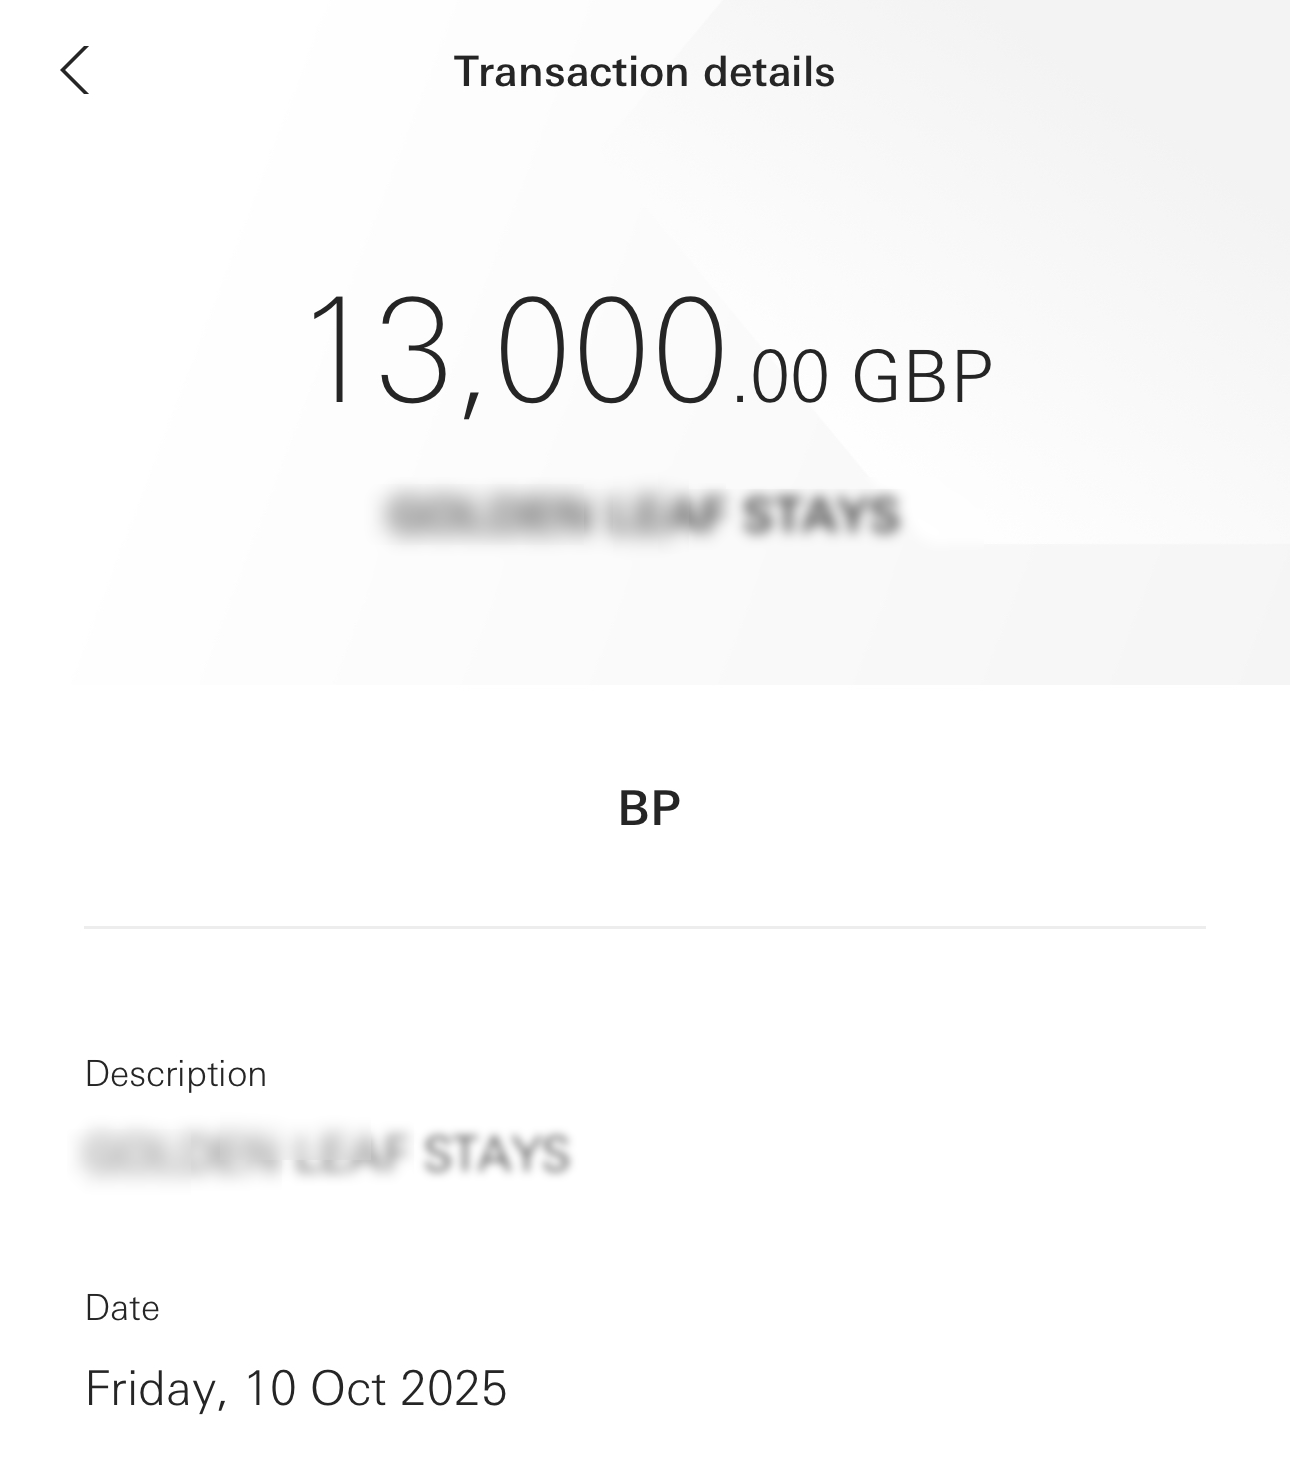 Transaction details
13,000.00 GBP
STAYS
BP
Description
STAYS
Date
Friday, 10 Oct 2025